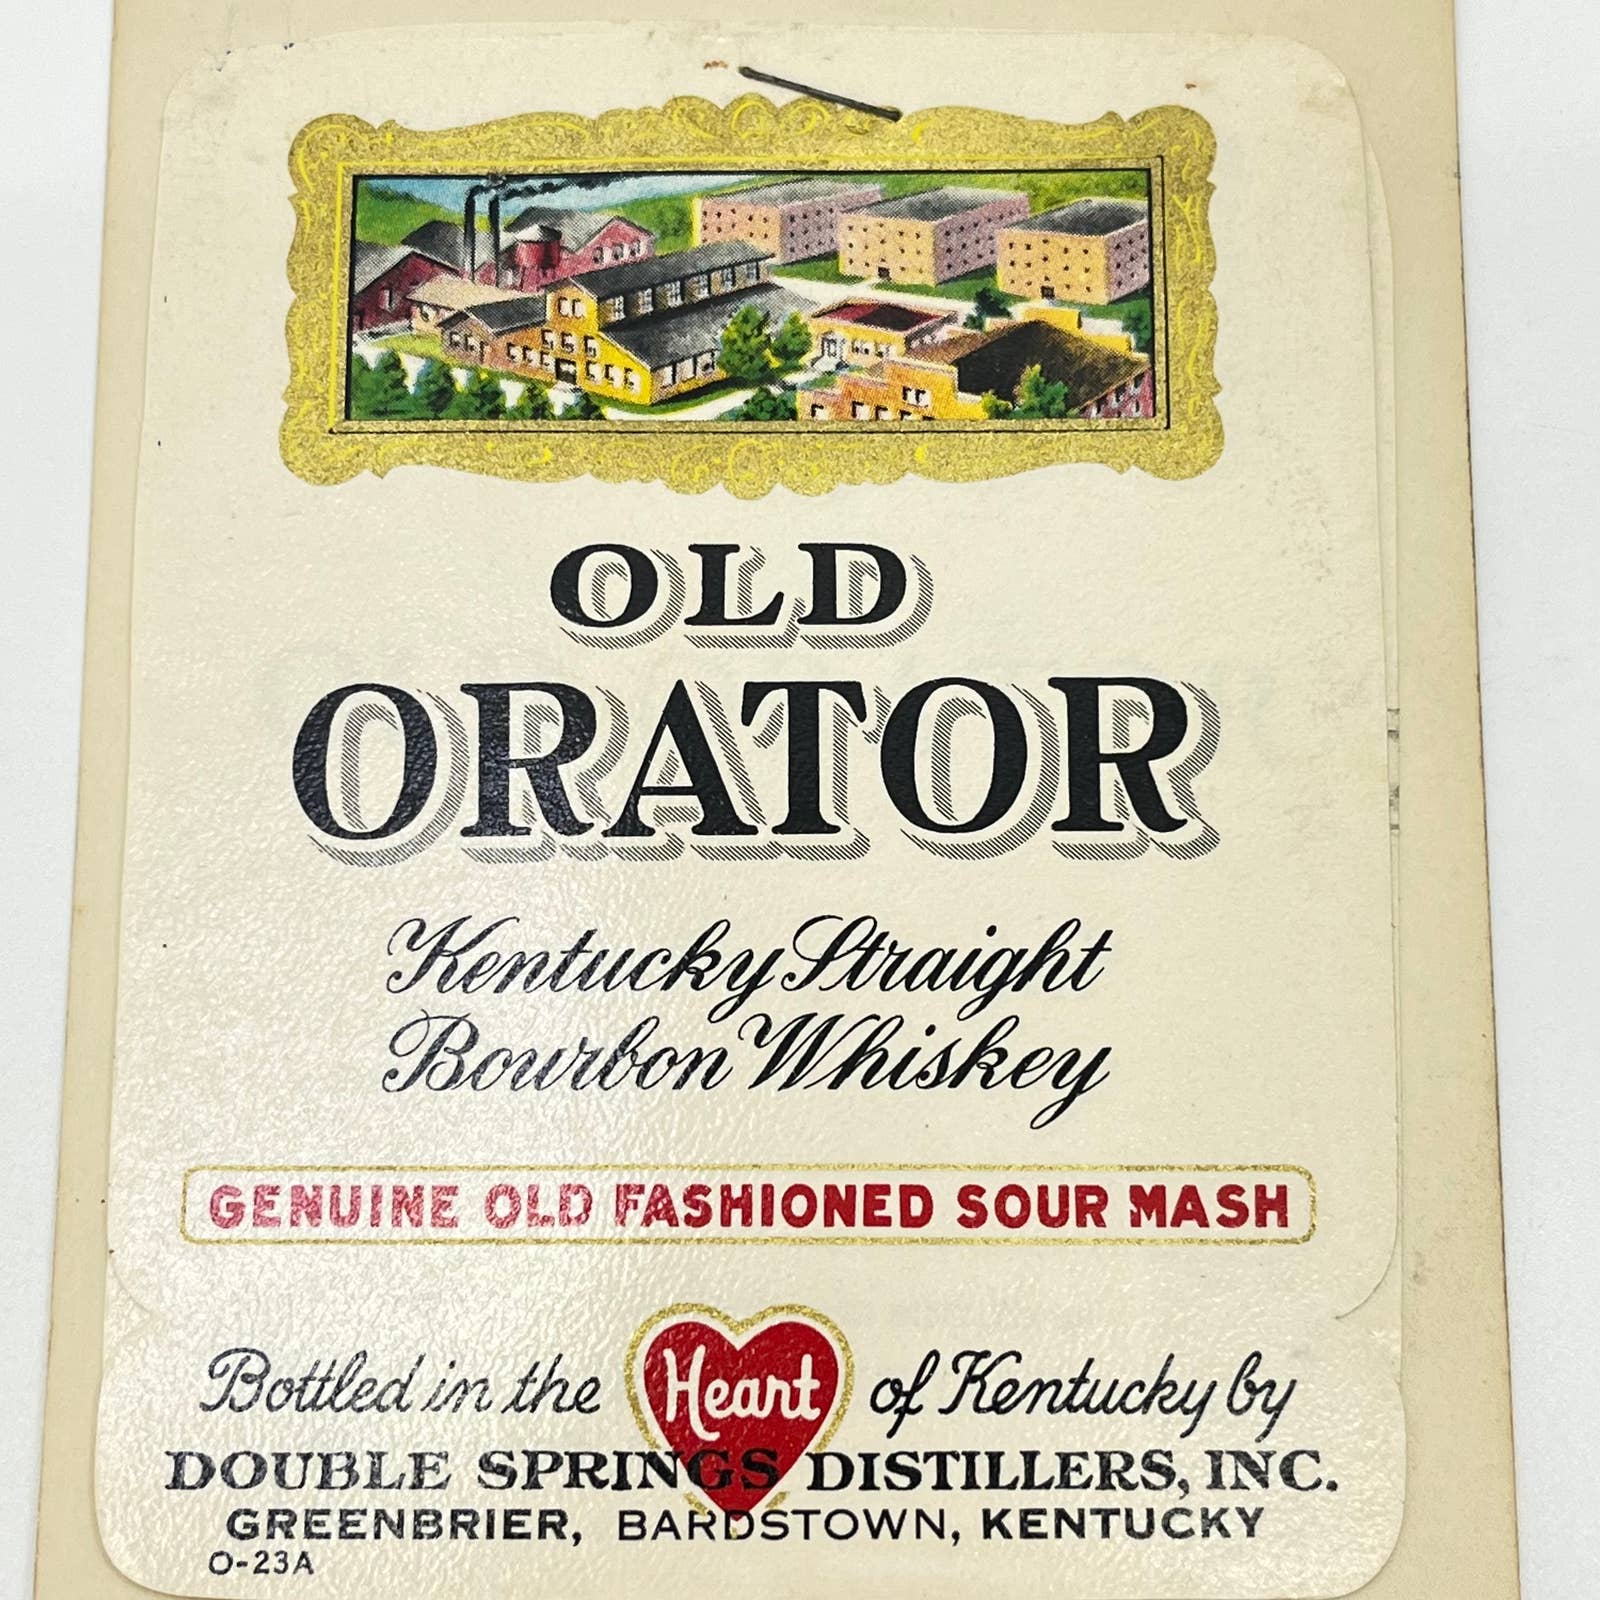 OLD
ORATOR
Kentucky Straight
Bourbon Whiskey
GENUINE OLD FASHIONED SOUR MASH
Bottled in the Heart of Kentucky by
DOUBLE SPRINGS DISTILLERS, INC.
GREENBRIER, BARDSTOWN, KENTUCKY
O-23A